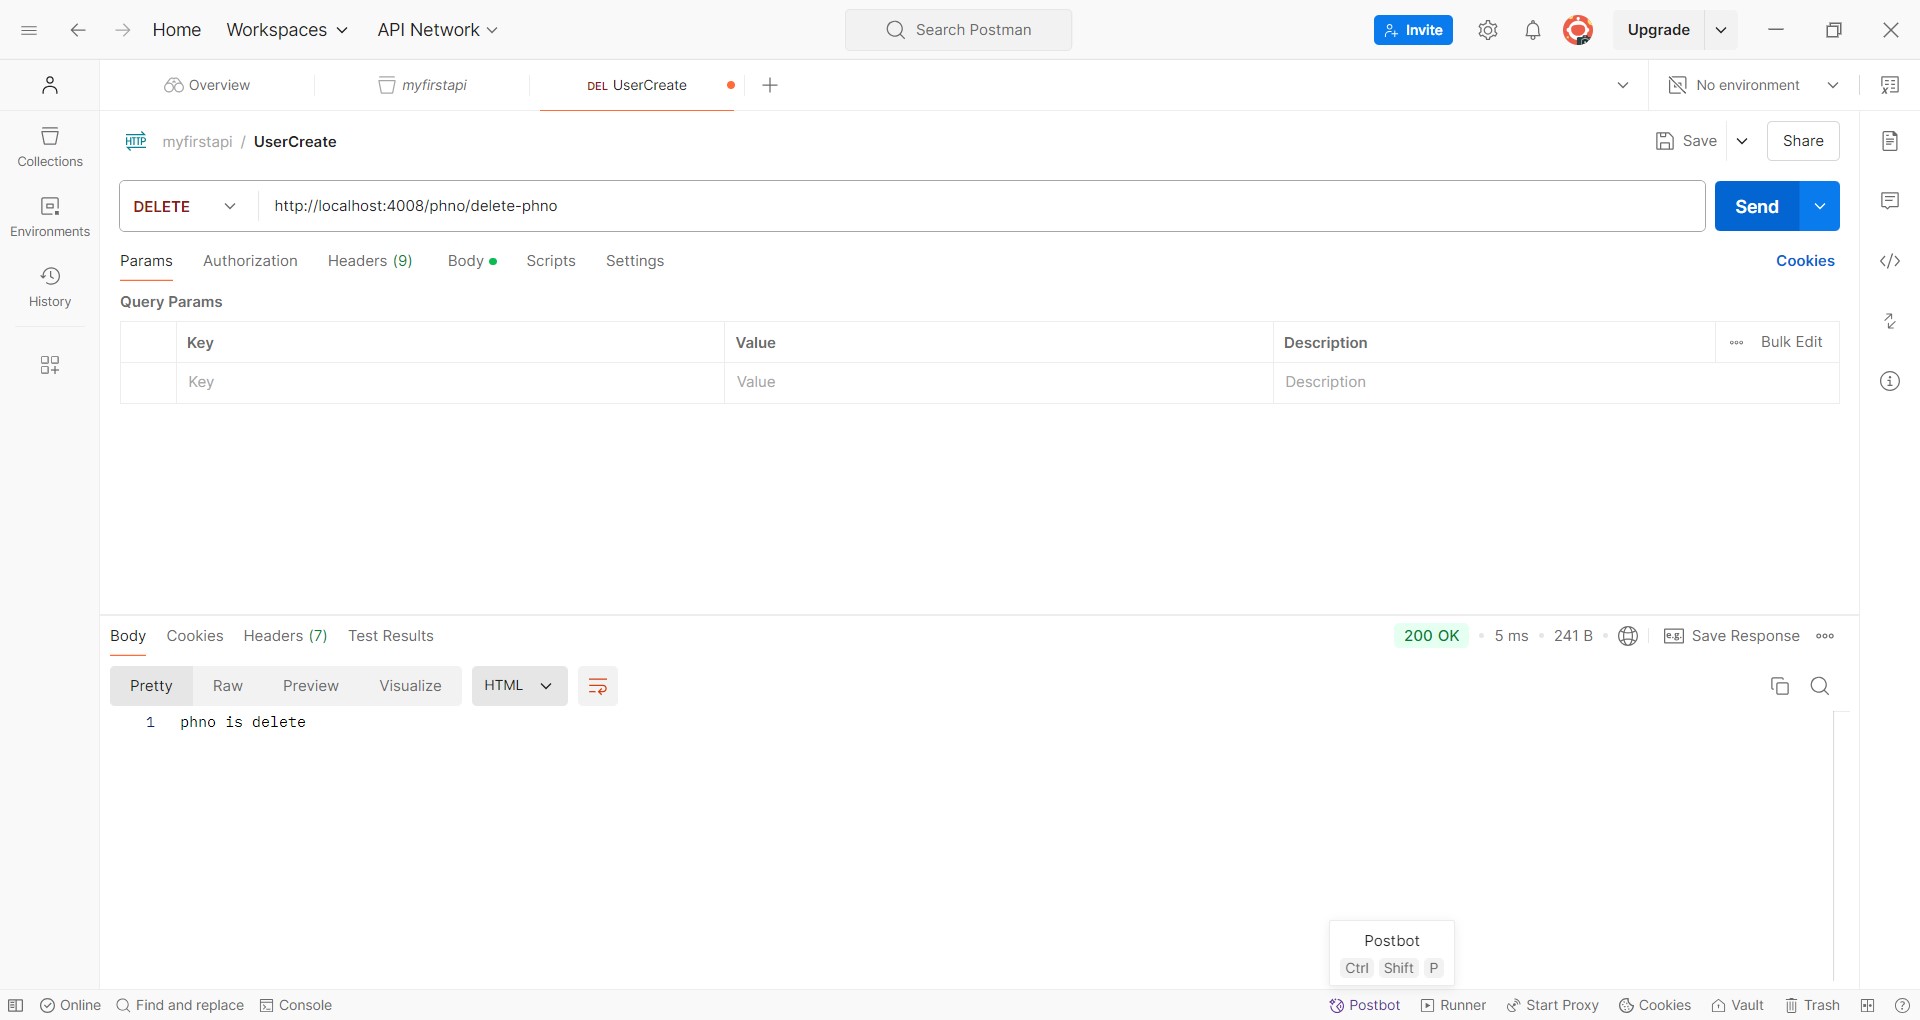 Home Workspaces API Network Search Postman Invite Upgrade
Overview myfirstapi DEL UserCreate No environment
HTTP myfirstapi / UserCreate Save Share
Collections
Environments
History
DELETE http://localhost:4008/phno/delete-phno Send
Params Authorization Headers (9) Body Scripts Settings Cookies
Query Params
Key Value Description Bulk Edit
Key Value Description
Body Cookies Headers (7) Test Results 200 OK 5 ms 241 B e.g. Save Response
Pretty Raw Preview Visualize HTML
1 phno is delete
Postbot
Ctrl Shift P
Online Find and replace Console Postbot Runner Start Proxy Cookies Vault Trash